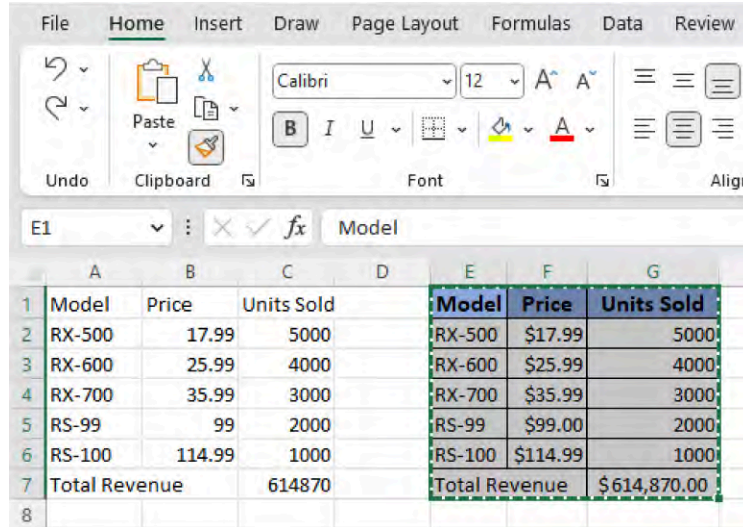 File Home Insert Draw Page Layout Formulas Data Review
Calibri 12 A A
Paste
B I U A
Undo Clipboard Font Alig
E1 fx Model
A B C D E F G
1 Model Price Units Sold Model Price Units Sold
2 RX-500 17.99 5000 RX-500 $17.99 5000
3 RX-600 25.99 4000 RX-600 $25.99 4000
4 RX-700 35.99 3000 RX-700 $35.99 3000
5 RS-99 99 2000 RS-99 $99.00 2000
6 RS-100 114.99 1000 RS-100 $114.99 1000
7 Total Revenue 614870 Total Revenue $614,870.00
8